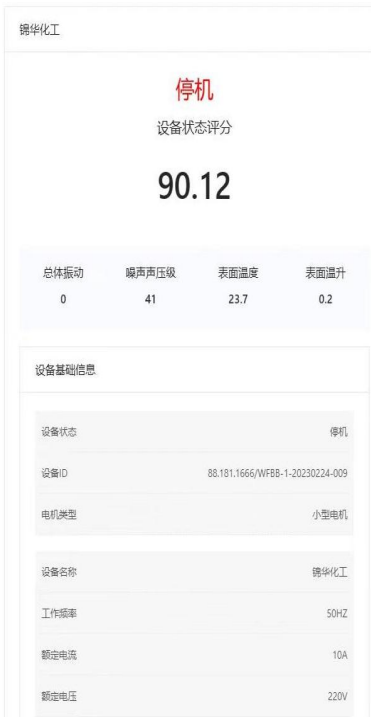 锦华化工
停机
设备状态评分
90.12
总体振动 噪声声压级 表面温度 表面温升
0 41 23.7 0.2
设备基础信息
设备状态 停机
设备ID 88.181.1666/WFBB-1-20230224-009
电机类型 小型电机
设备名称 锦华化工
工作频率 50HZ
额定电流 10A
额定电压 220V